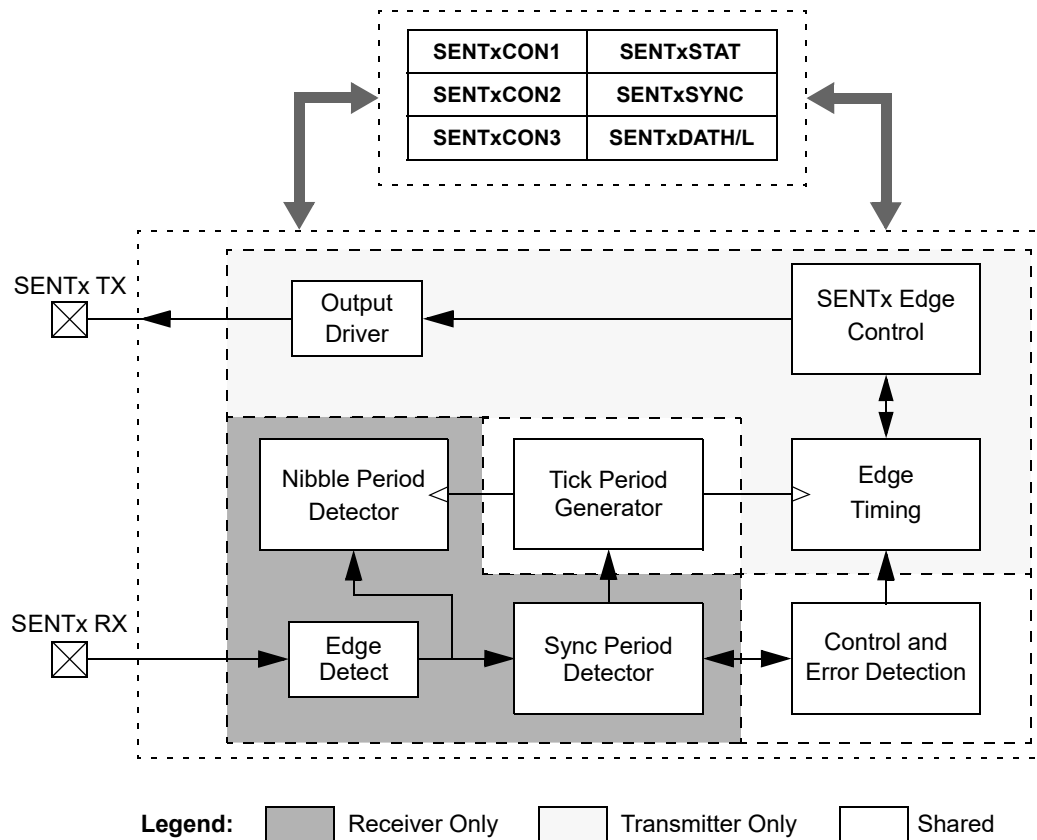 SENTxCON1 SENTxSTAT
SENTxCON2 SENTxSYNC
SENTxCON3 SENTxDATH/L
SENTx TX
Output
Driver
SENTx Edge
Control
Nibble Period
Detector
Tick Period
Generator
Edge
Timing
SENTx RX
Edge
Detect
Sync Period
Detector
Control and
Error Detection
Legend: Receiver Only Transmitter Only Shared